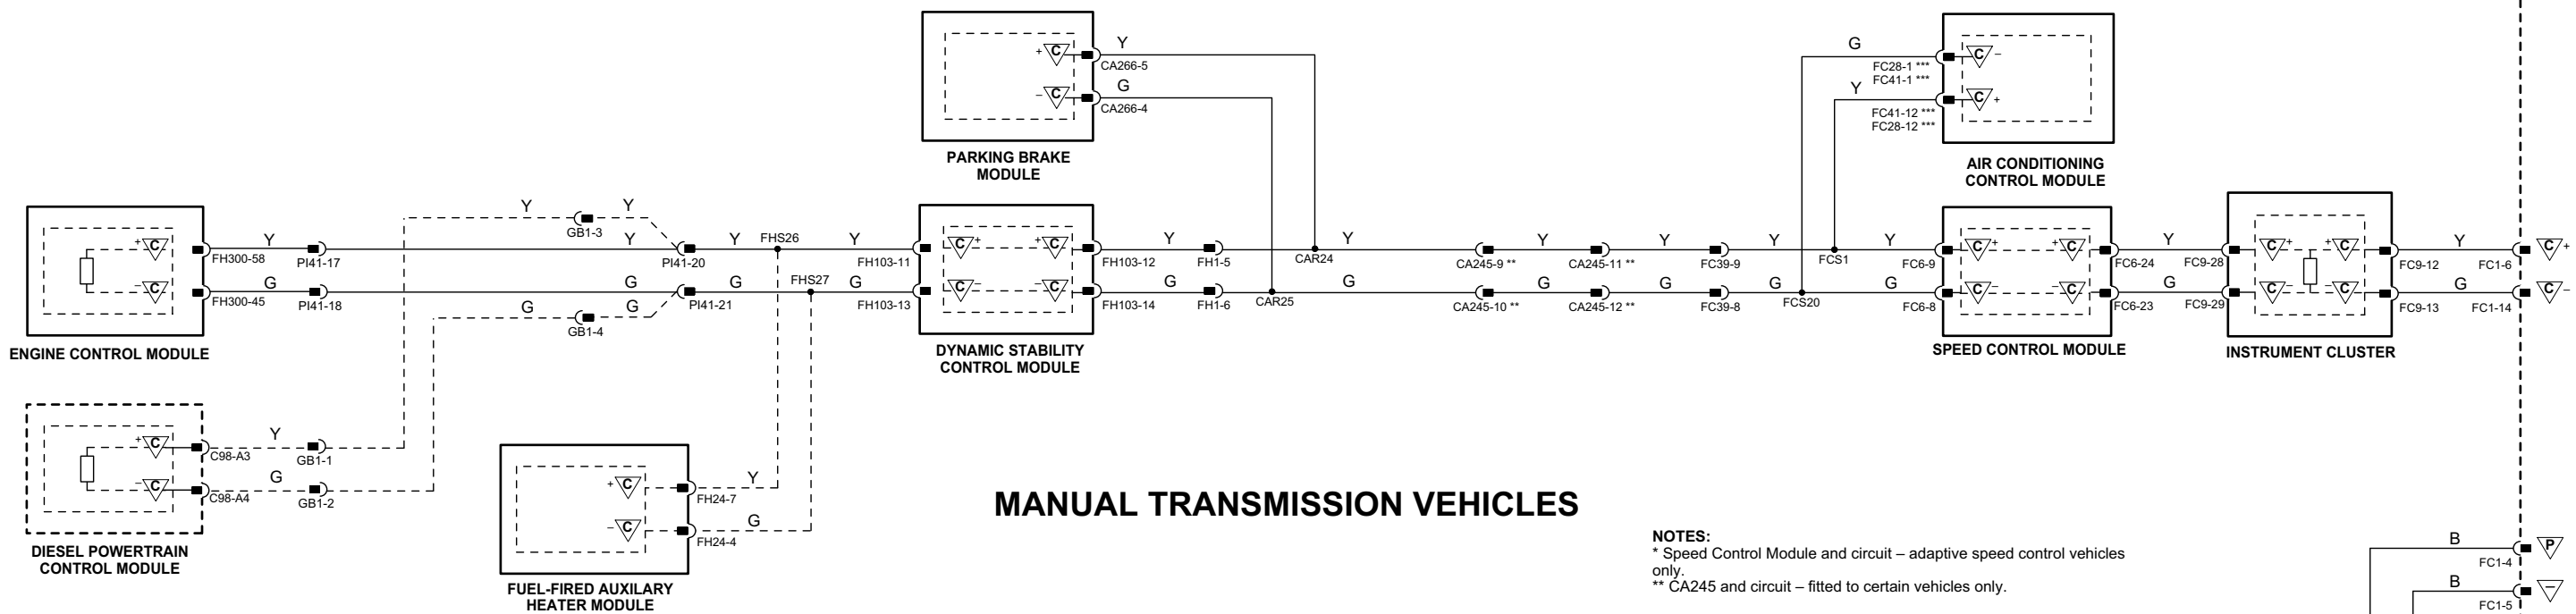 Y
CA266-5
G
CA266-4
+ C
– C
PARKING BRAKE
MODULE
G
FC28-1 ***
FC41-1 ***
Y
FC41-12 ***
FC28-12 ***
C –
C +
AIR CONDITIONING
CONTROL MODULE
+ C
– C
ENGINE CONTROL MODULE
Y
FH300-58
PI41-17
G
FH300-45
PI41-18
Y
Y
GB1-3
Y
PI41-20
Y
FHS26
Y
FH103-11
G
G
G
GB1-4
PI41-21
G
FHS27
G
FH103-13
C + + C
C – – C
DYNAMIC STABILITY
CONTROL MODULE
Y
FH103-12
FH1-5
CAR24
Y
CA245-9 **
Y
CA245-11 **
Y
FC39-9
Y
FCS1
Y
FC6-9
G
FH103-14
FH1-6
CAR25
G
CA245-10 **
G
CA245-12 **
G
FC39-8
G
FCS20
G
FC6-8
C + + C
C – – C
SPEED CONTROL MODULE
Y
FC6-24
FC9-28
G
FC6-23
FC9-29
C + + C
C – – C
INSTRUMENT CLUSTER
Y
FC9-12
FC1-6
C +
G
FC9-13
FC1-14
C –
+ C
– C
Y
C98-A3
GB1-1
G
C98-A4
GB1-2
DIESEL POWERTRAIN
CONTROL MODULE
+ C
– C
Y
FH24-7
G
FH24-4
FUEL-FIRED AUXILARY
HEATER MODULE
MANUAL TRANSMISSION VEHICLES
NOTES:
* Speed Control Module and circuit – adaptive speed control vehicles
only.
** CA245 and circuit – fitted to certain vehicles only.
B
FC1-4
P
B
FC1-5
–